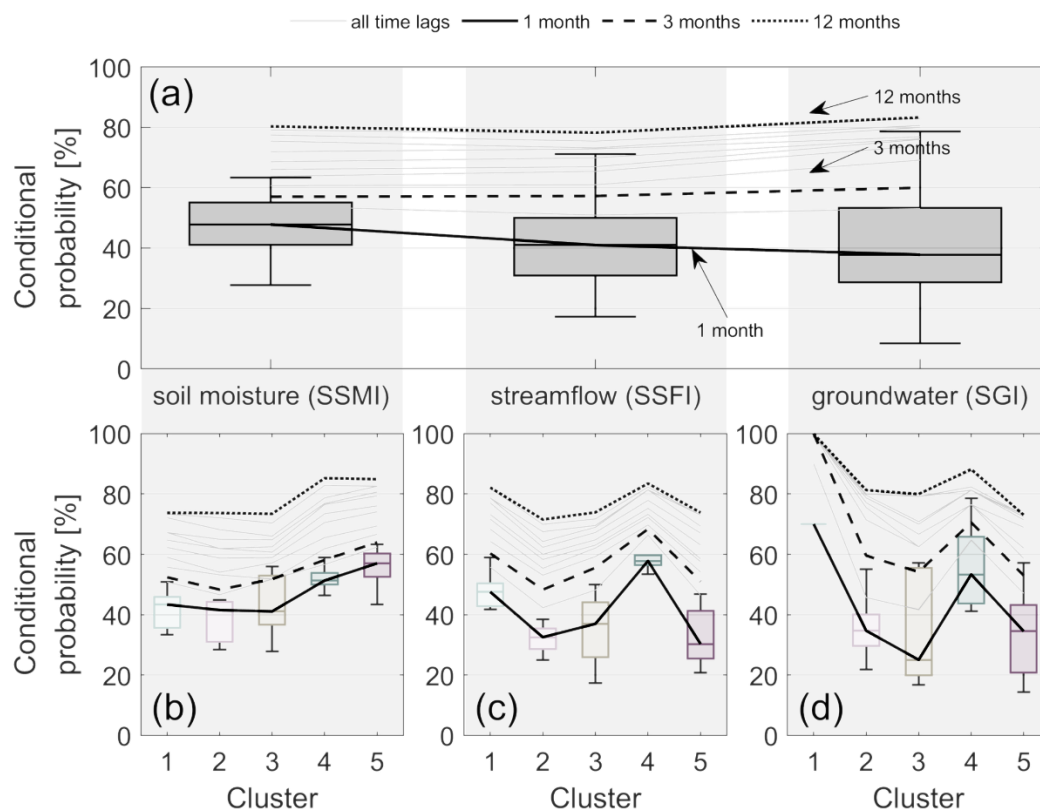 all time lags 1 month 3 months 12 months
Conditional
probability [%]
100
80
60
40
20
0
(a)
12 months
3 months
1 month
soil moisture (SSMI) streamflow (SSFI) groundwater (SGI)
Conditional
probability [%]
100
80
60
40
20
0
(b)
1 2 3 4 5
Cluster
100
80
60
40
20
0
(c)
1 2 3 4 5
Cluster
100
80
60
40
20
0
(d)
1 2 3 4 5
Cluster